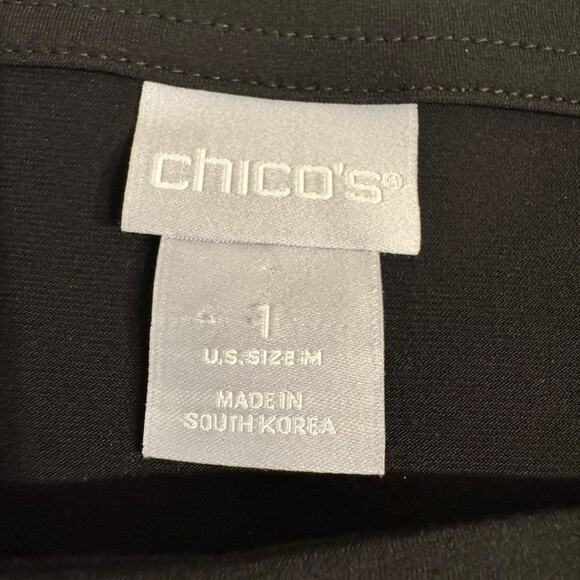 chico's®
1
U.S. SIZE M
MADE IN
SOUTH KOREA